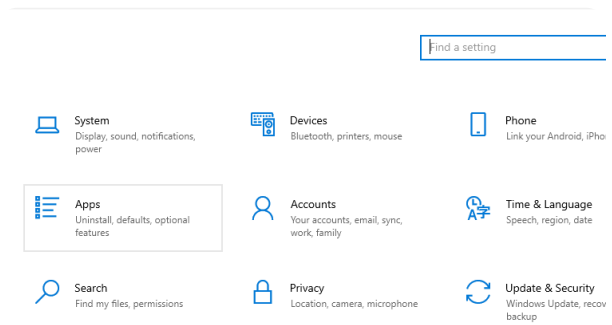 Find a setting
System
Display, sound, notifications,
power
Devices
Bluetooth, printers, mouse
Phone
Link your Android, iPhon
Apps
Uninstall, defaults, optional
features
Accounts
Your accounts, email, sync,
work, family
Time & Language
Speech, region, date
Search
Find my files, permissions
Privacy
Location, camera, microphone
Update & Security
Windows Update, recov
backup